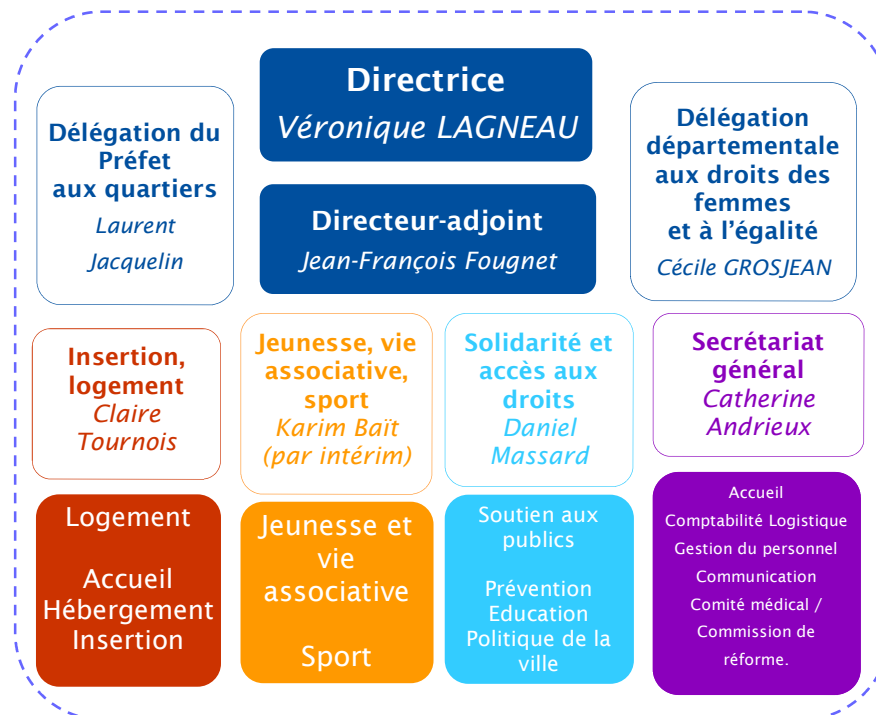 Directrice
Véronique LAGNEAU
Délégation du
Préfet
aux quartiers
Laurent
Jacquelin
Directeur-adjoint
Jean-François Fougnet
Délégation
départementale
aux droits des
femmes
et à l'égalité
Cécile GROSJEAN
Insertion,
logement
Claire
Tournois
Jeunesse, vie
associative,
sport
Karim Baït
(par intérim)
Solidarité et
accès aux
droits
Daniel
Massard
Secrétariat
général
Catherine
Andrieux
Logement
Accueil
Hébergement
Insertion
Jeunesse et
vie
associative
Sport
Soutien aux
publics
Prévention
Education
Politique de la
ville
Accueil
Comptabilité Logistique
Gestion du personnel
Communication
Comité médical /
Commission de
réforme.